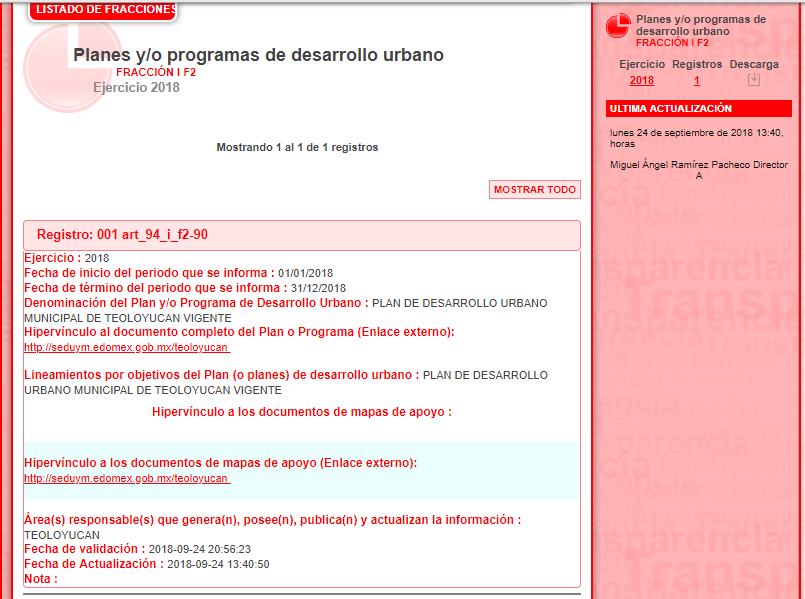 LISTADO DE FRACCIONES
Planes y/o programas de desarrollo urbano
FRACCIÓN I F2
Ejercicio 2018
Mostrando 1 al 1 de 1 registros
MOSTRAR TODO
Registro: 001 art_94_i_f2-90
Ejercicio : 2018
Fecha de inicio del periodo que se informa : 01/01/2018
Fecha de término del periodo que se informa : 31/12/2018
Denominación del Plan y/o Programa de Desarrollo Urbano : PLAN DE DESARROLLO URBANO
MUNICIPAL DE TEOLOYUCAN VIGENTE
Hipervínculo al documento completo del Plan o Programa (Enlace externo):
http://seduym.edomex.gob.mx/teoloyucan
Lineamientos por objetivos del Plan (o planes) de desarrollo urbano : PLAN DE DESARROLLO
URBANO MUNICIPAL DE TEOLOYUCAN VIGENTE
Hipervínculo a los documentos de mapas de apoyo :
Hipervínculo a los documentos de mapas de apoyo (Enlace externo):
http://seduym.edomex.gob.mx/teoloyucan
Área(s) responsable(s) que genera(n), posee(n), publica(n) y actualizan la información :
TEOLOYUCAN
Fecha de validación : 2018-09-24 20:56:23
Fecha de Actualización : 2018-09-24 13:40:50
Nota :
Planes y/o programas de
desarrollo urbano
FRACCIÓN I F2
Ejercicio Registros Descarga
2018 1
ULTIMA ACTUALIZACIÓN
lunes 24 de septiembre de 2018 13:40,
horas
Miguel Ángel Ramírez Pacheco Director
A